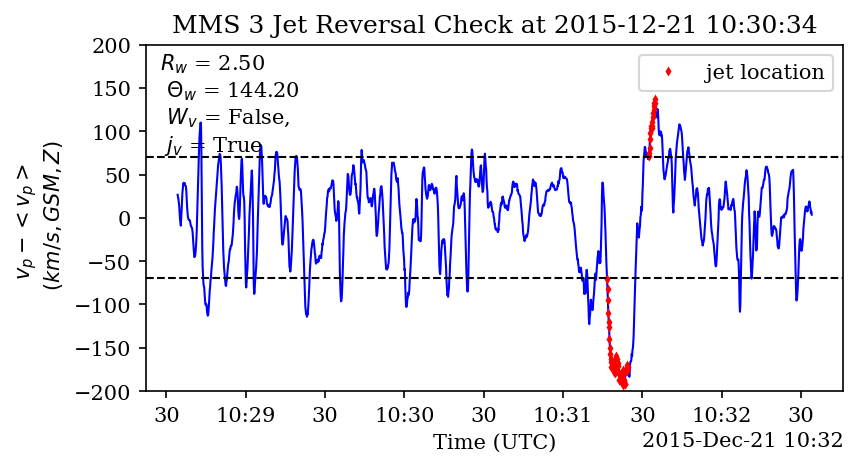 MMS 3 Jet Reversal Check at 2015-12-21 10:30:34
R_w = 2.50
Θ_w = 144.20
W_v = False,
j_v = True
jet location
v_p − < v_p >
(km/s, GSM, Z)
200
150
100
50
0
−50
−100
−150
−200
30 10:29 30 10:30 30 10:31 30 10:32 30
Time (UTC)
2015-Dec-21 10:32